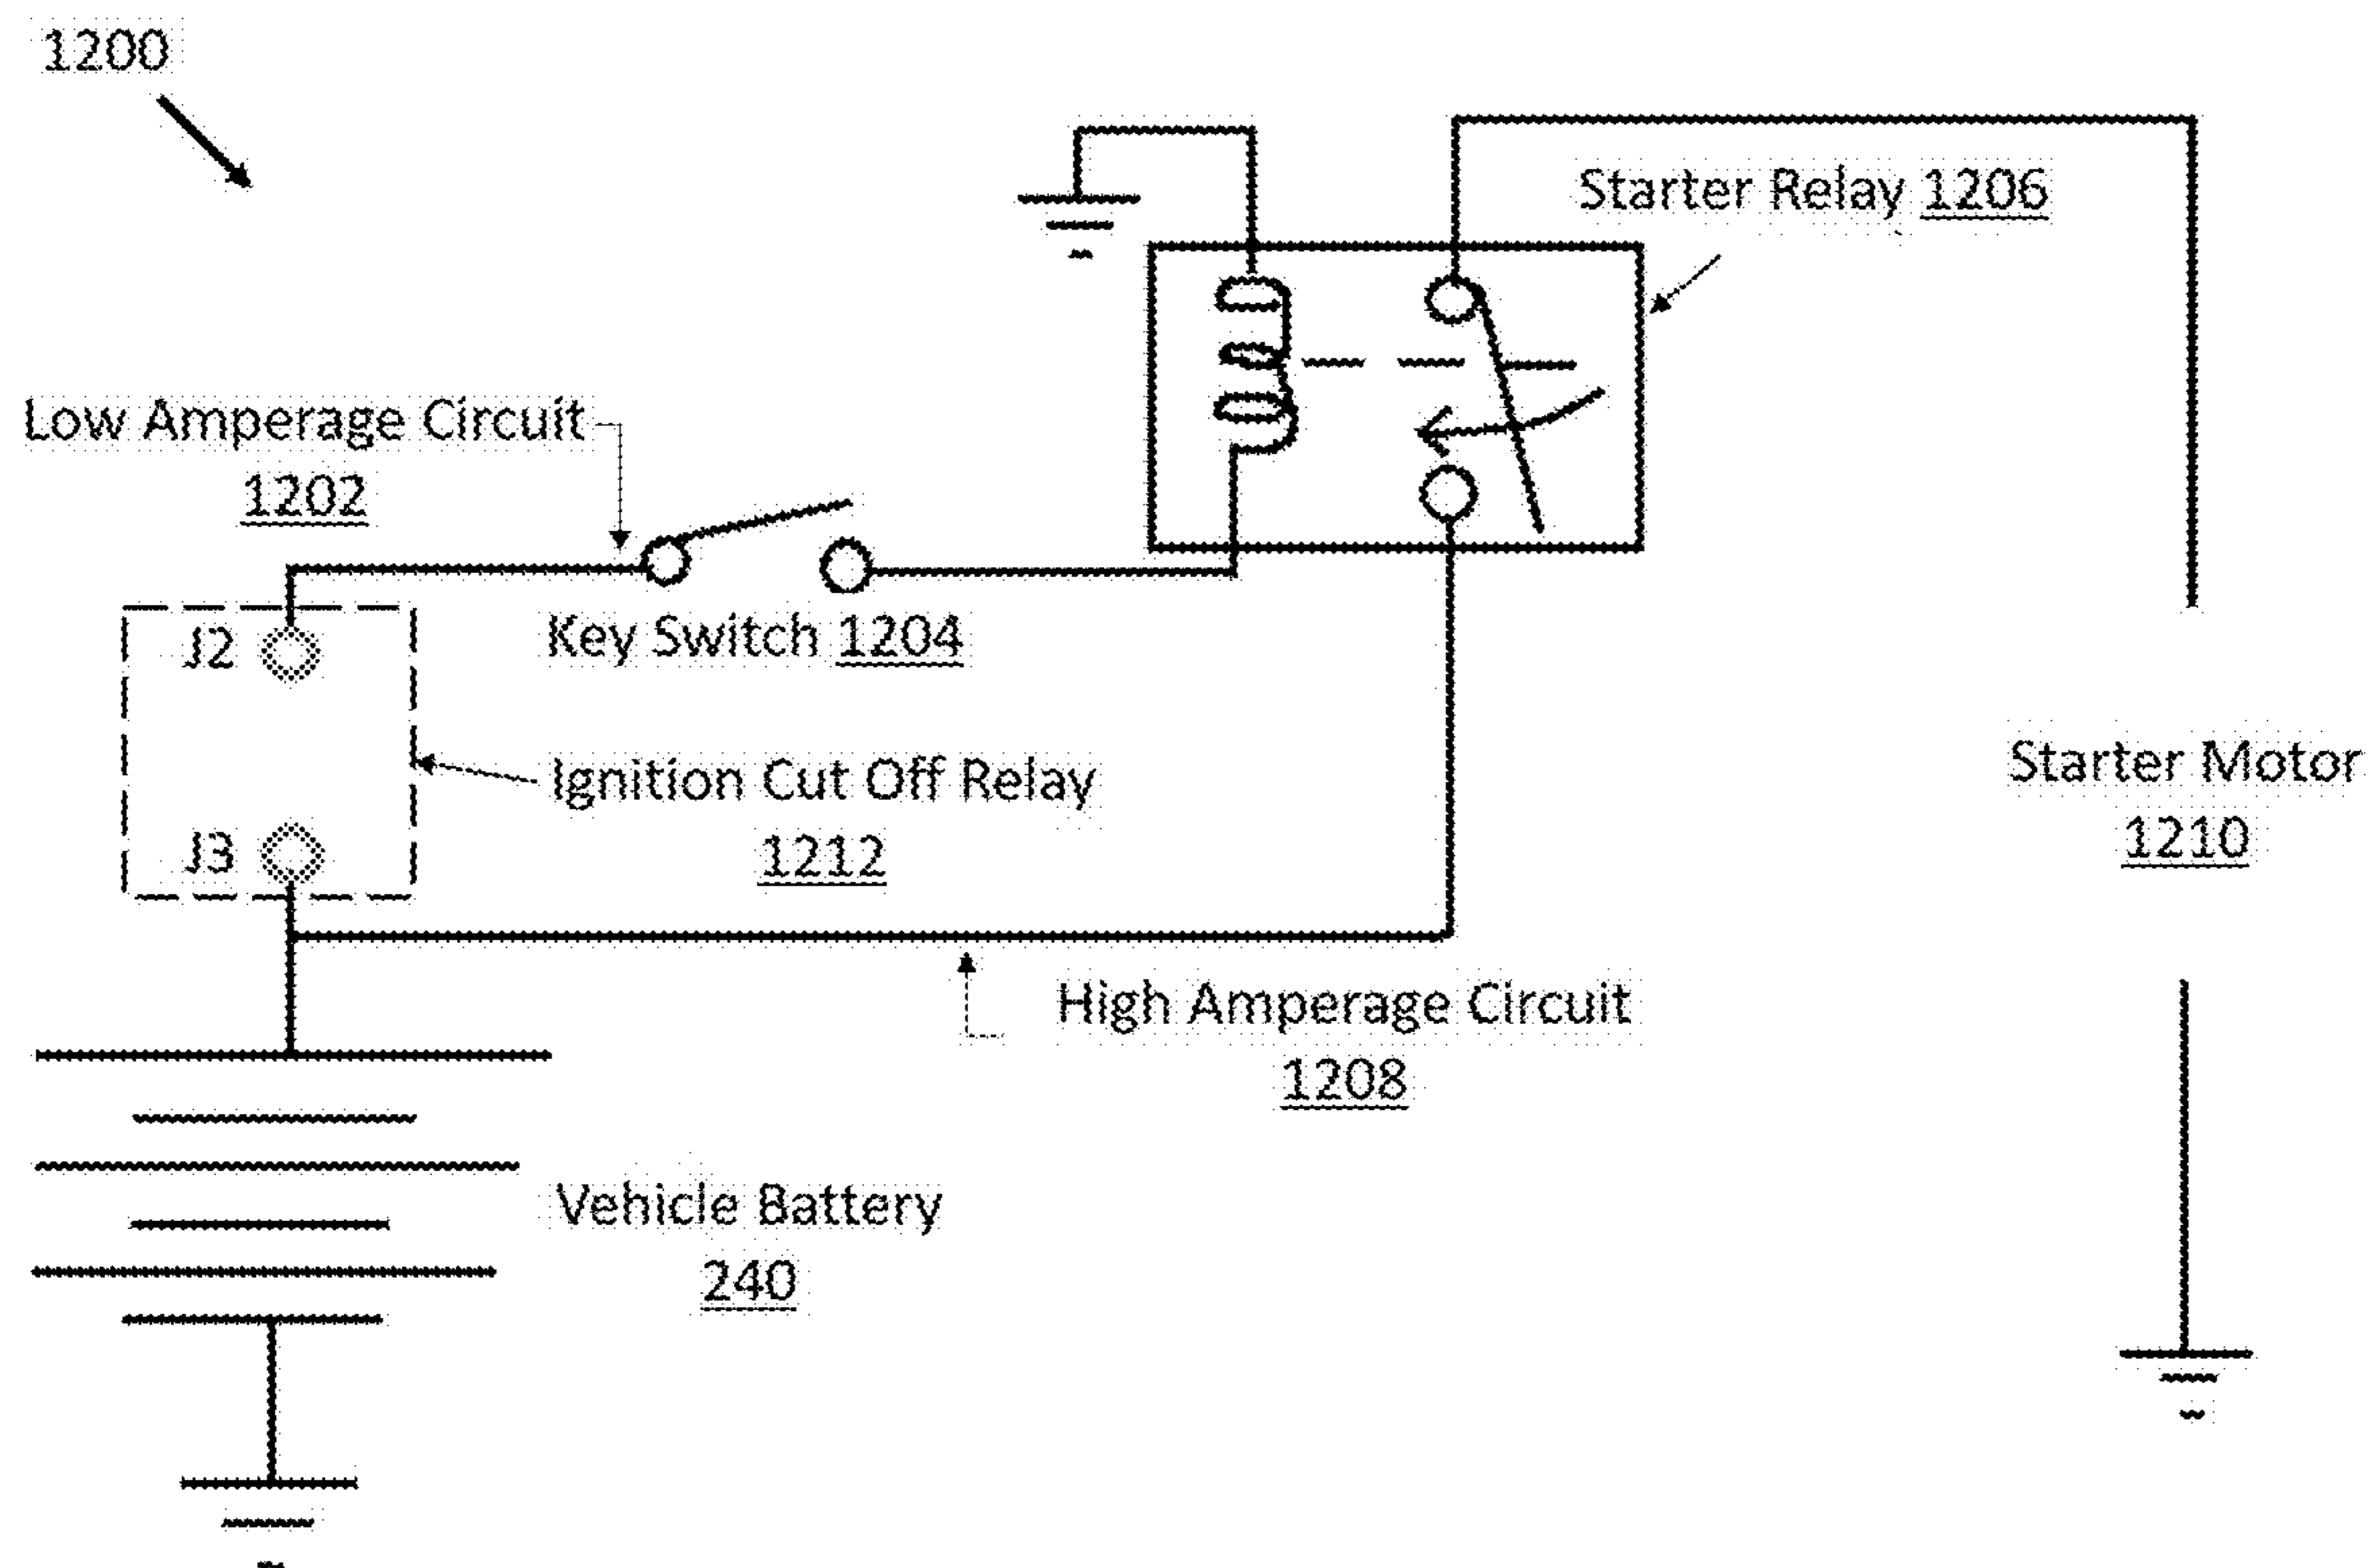 1200
Starter Relay 1206
Low Amperage Circuit
1202
Key Switch 1204
J2
Ignition Cut Off Relay
1212
J3
Starter Motor
1210
High Amperage Circuit
1208
Vehicle Battery
240